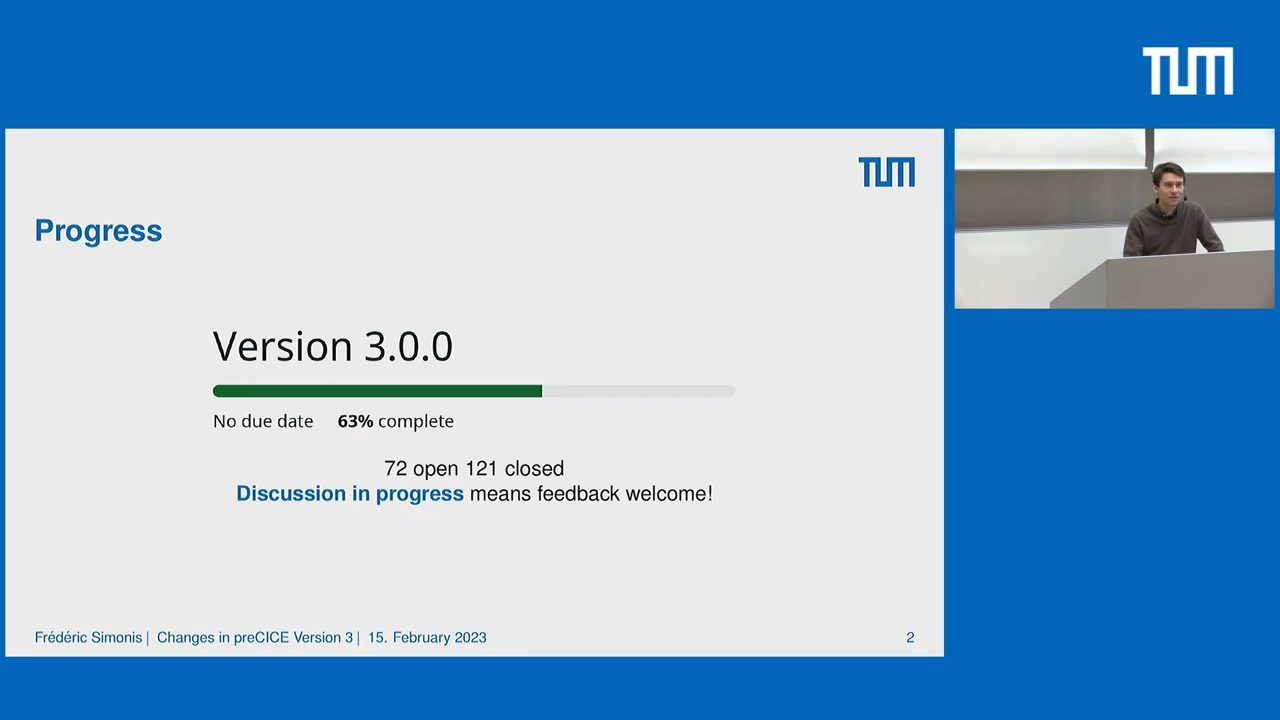 TUM
TUM
Progress
Version 3.0.0
No due date 63% complete
72 open 121 closed
Discussion in progress means feedback welcome!
Frédéric Simonis | Changes in preCICE Version 3 | 15. February 2023
2